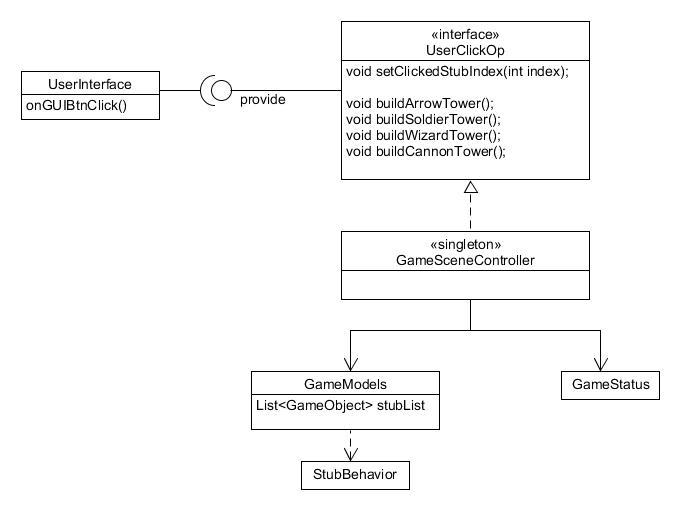 «interface»
UserClickOp
void setClickedStubIndex(int index);
void buildArrowTower();
void buildSoldierTower();
void buildWizardTower();
void buildCannonTower();
UserInterface
onGUIBtnClick()
provide
«singleton»
GameSceneController
GameModels
List<GameObject> stubList
GameStatus
StubBehavior